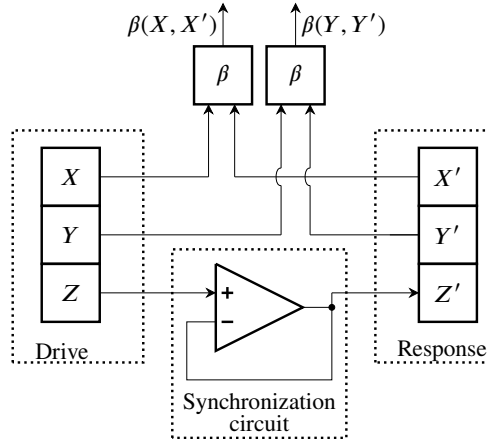 β(X, X′)
β(Y, Y′)
β
β
X
X′
Y
Y′
Z
+
Z′
−
Drive
Response
Synchronization
circuit